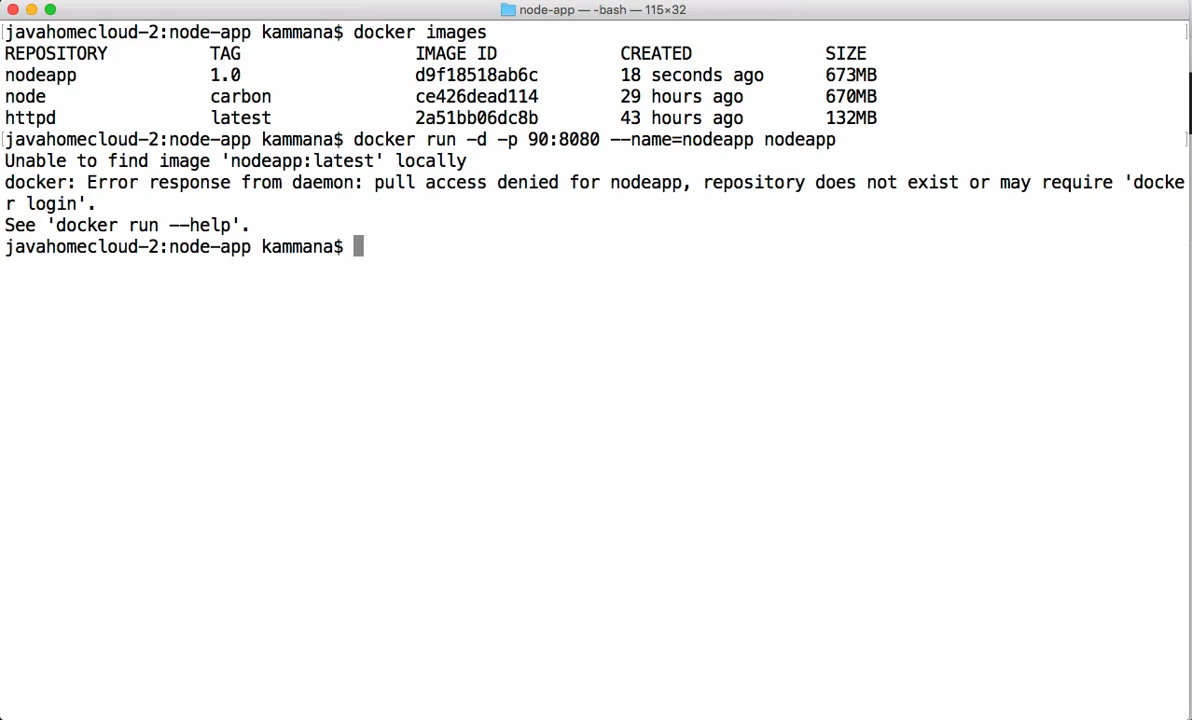 node-app — -bash — 115×32
javahomecloud-2:node-app kammana$ docker images
REPOSITORY TAG IMAGE ID CREATED SIZE
nodeapp 1.0 d9f18518ab6c 18 seconds ago 673MB
node carbon ce426dead114 29 hours ago 670MB
httpd latest 2a51bb06dc8b 43 hours ago 132MB
javahomecloud-2:node-app kammana$ docker run -d -p 90:8080 --name=nodeapp nodeapp
Unable to find image 'nodeapp:latest' locally
docker: Error response from daemon: pull access denied for nodeapp, repository does not exist or may require 'docke
r login'.
See 'docker run --help'.
javahomecloud-2:node-app kammana$